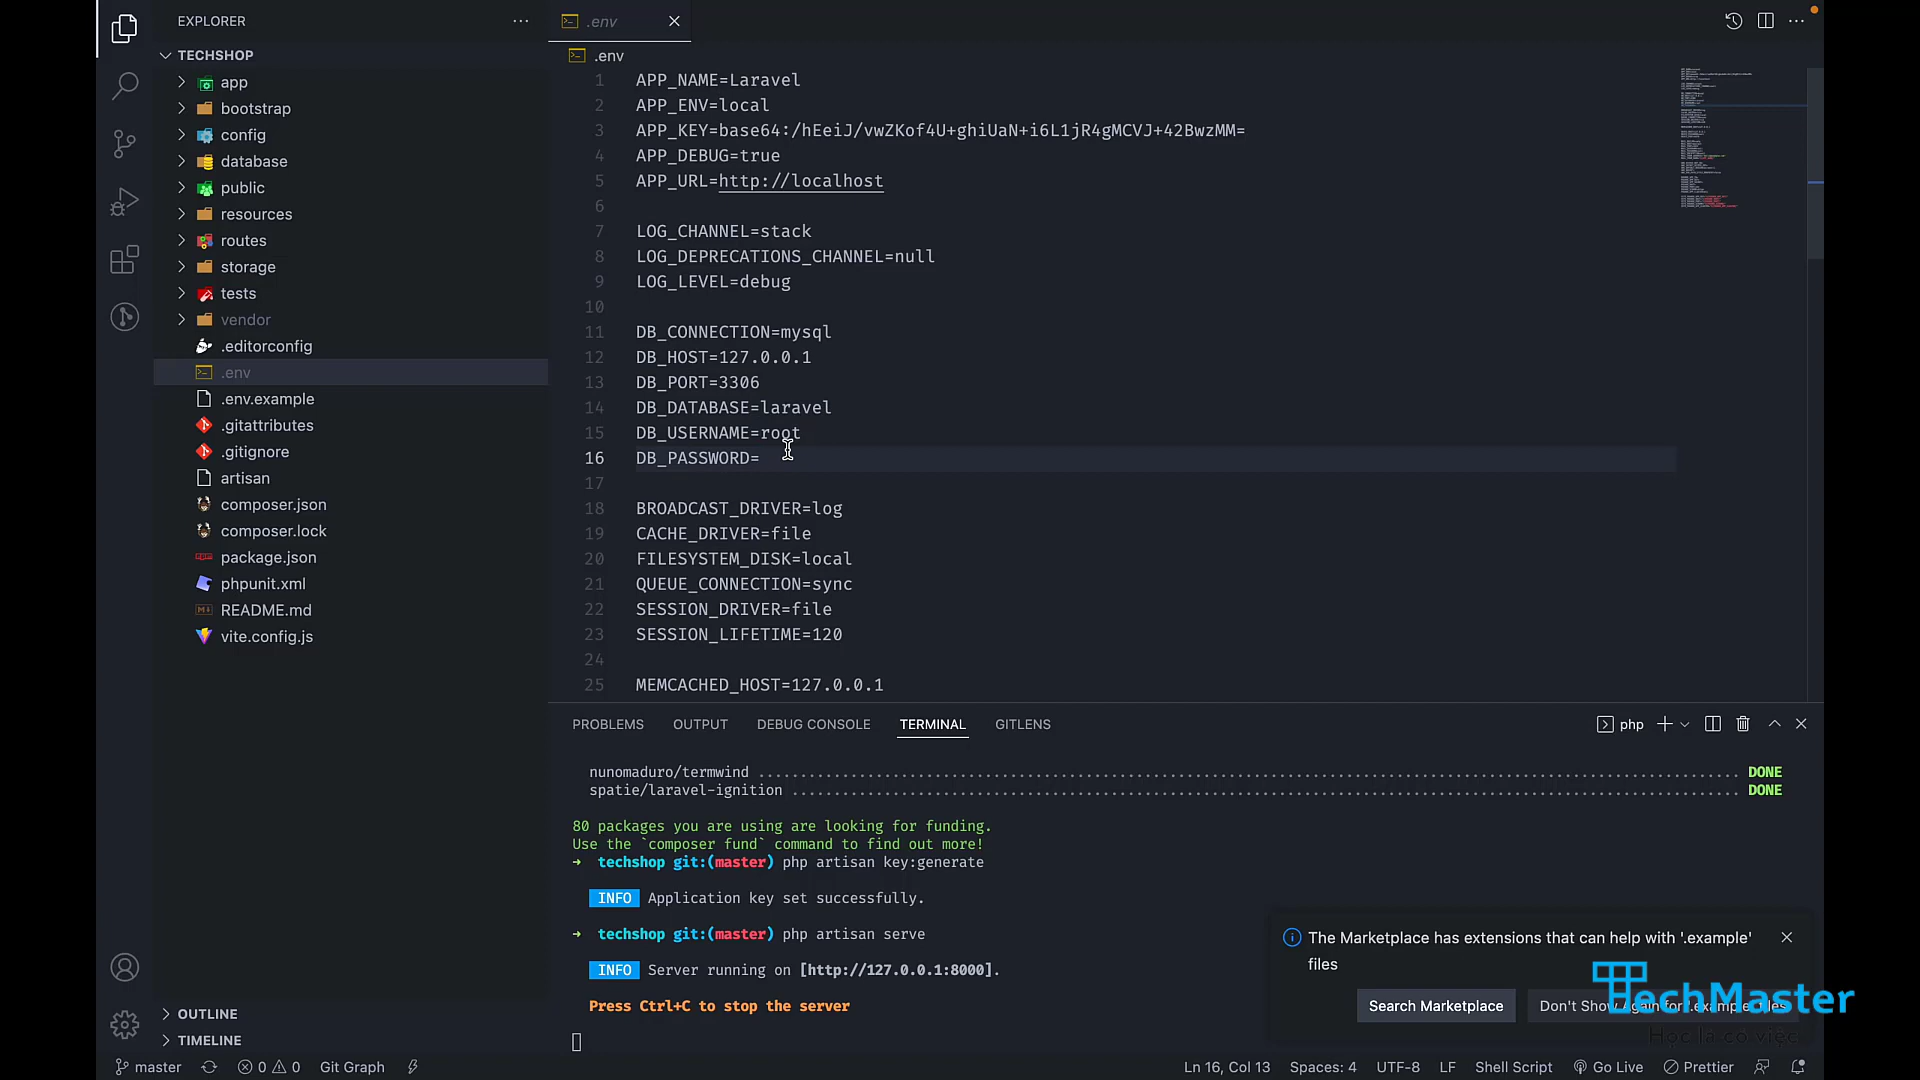 EXPLORER
TECHSHOP
app
bootstrap
config
database
public
resources
routes
storage
tests
vendor
.editorconfig
.env
.env.example
.gitattributes
.gitignore
artisan
composer.json
composer.lock
package.json
phpunit.xml
README.md
vite.config.js
OUTLINE
TIMELINE
.env
.env
1 APP_NAME=Laravel
2 APP_ENV=local
3 APP_KEY=base64:/hEeiJ/vwZKof4U+ghiUaN+i6L1jR4gMCVJ+42BwzMM=
4 APP_DEBUG=true
5 APP_URL=http://localhost
6
7 LOG_CHANNEL=stack
8 LOG_DEPRECATIONS_CHANNEL=null
9 LOG_LEVEL=debug
10
11 DB_CONNECTION=mysql
12 DB_HOST=127.0.0.1
13 DB_PORT=3306
14 DB_DATABASE=laravel
15 DB_USERNAME=root
16 DB_PASSWORD=
17
18 BROADCAST_DRIVER=log
19 CACHE_DRIVER=file
20 FILESYSTEM_DISK=local
21 QUEUE_CONNECTION=sync
22 SESSION_DRIVER=file
23 SESSION_LIFETIME=120
24
25 MEMCACHED_HOST=127.0.0.1
PROBLEMS OUTPUT DEBUG CONSOLE TERMINAL GITLENS php
nunomaduro/termwind ........................................................................................................................ DONE
spatie/laravel-ignition .................................................................................................................... DONE
80 packages you are using are looking for funding.
Use the `composer fund` command to find out more!
→ techshop git:(master) php artisan key:generate
INFO Application key set successfully.
→ techshop git:(master) php artisan serve
INFO Server running on [http://127.0.0.1:8000].
Press Ctrl+C to stop the server
The Marketplace has extensions that can help with '.example'
files
Search Marketplace Don't Show Again for '.example' files
TechMaster
Học là có việc
master 0 0 Git Graph Ln 16, Col 13 Spaces: 4 UTF-8 LF Shell Script Go Live Prettier